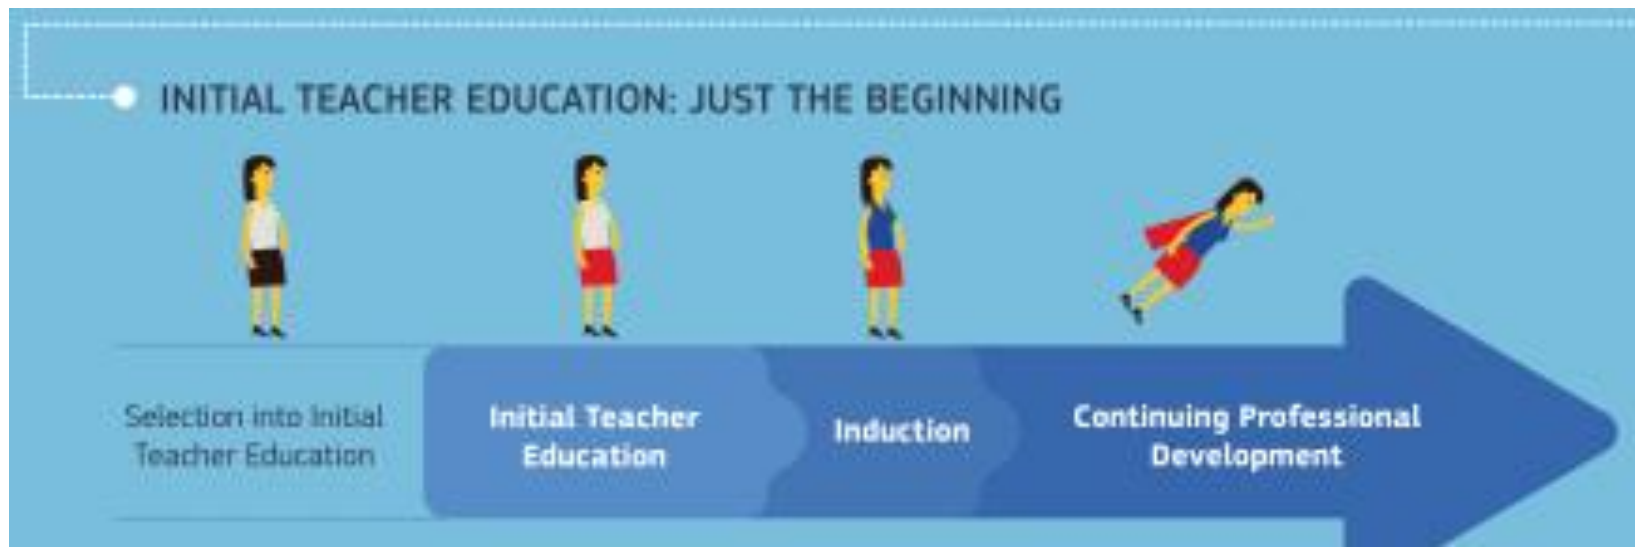 INITIAL TEACHER EDUCATION: JUST THE BEGINNING
Selection into Initial
Teacher Education
Initial Teacher
Education
Induction
Continuing Professional
Development